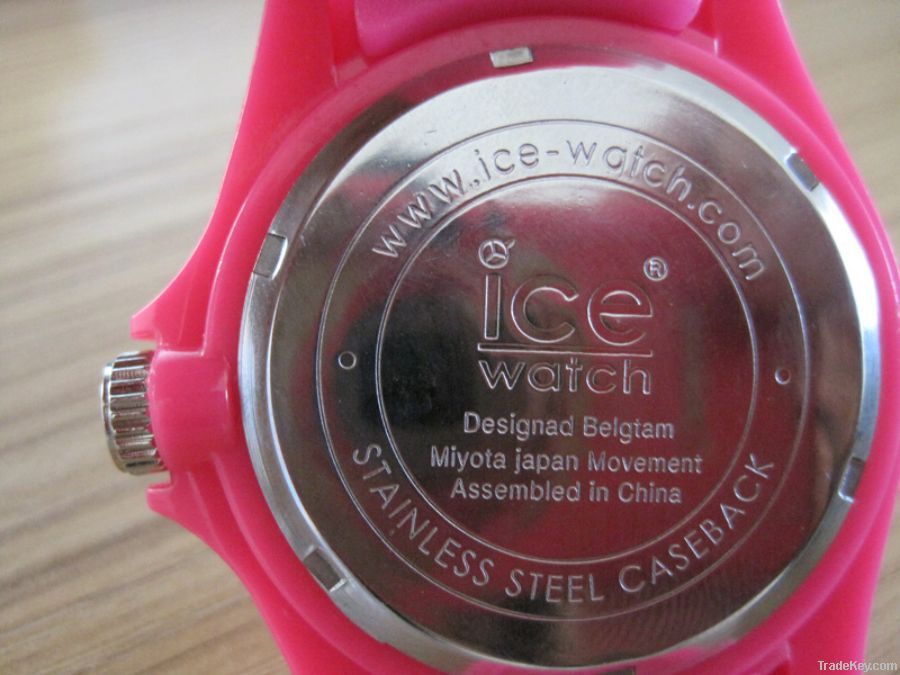 www.ice-watch.com
ice®
watch
Designad Belgtam
Miyota japan Movement
Assembled in China
STAINLESS STEEL CASEBACK
TradeKey.com